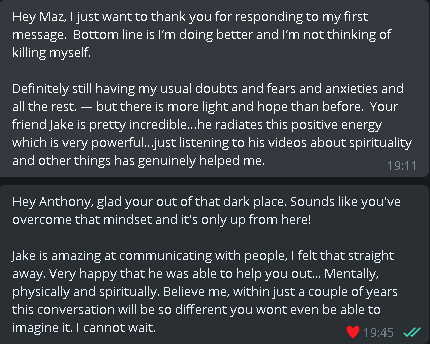 Hey Maz, I just want to thank you for responding to my first
message.  Bottom line is I'm doing better and I'm not thinking of
killing myself.
Definitely still having my usual doubts and fears and anxieties and
all the rest. — but there is more light and hope than before.  Your
friend Jake is pretty incredible...he radiates this positive energy
which is very powerful...just listening to his videos about spirituality
and other things has genuinely helped me.
19:11
Hey Anthony, glad your out of that dark place. Sounds like you've
overcome that mindset and it's only up from here!
Jake is amazing at communicating with people, I felt that straight
away. Very happy that he was able to help you out... Mentally,
physically and spiritually. Believe me, within just a couple of years
this conversation will be so different you wont even be able to
imagine it. I cannot wait.
19:45